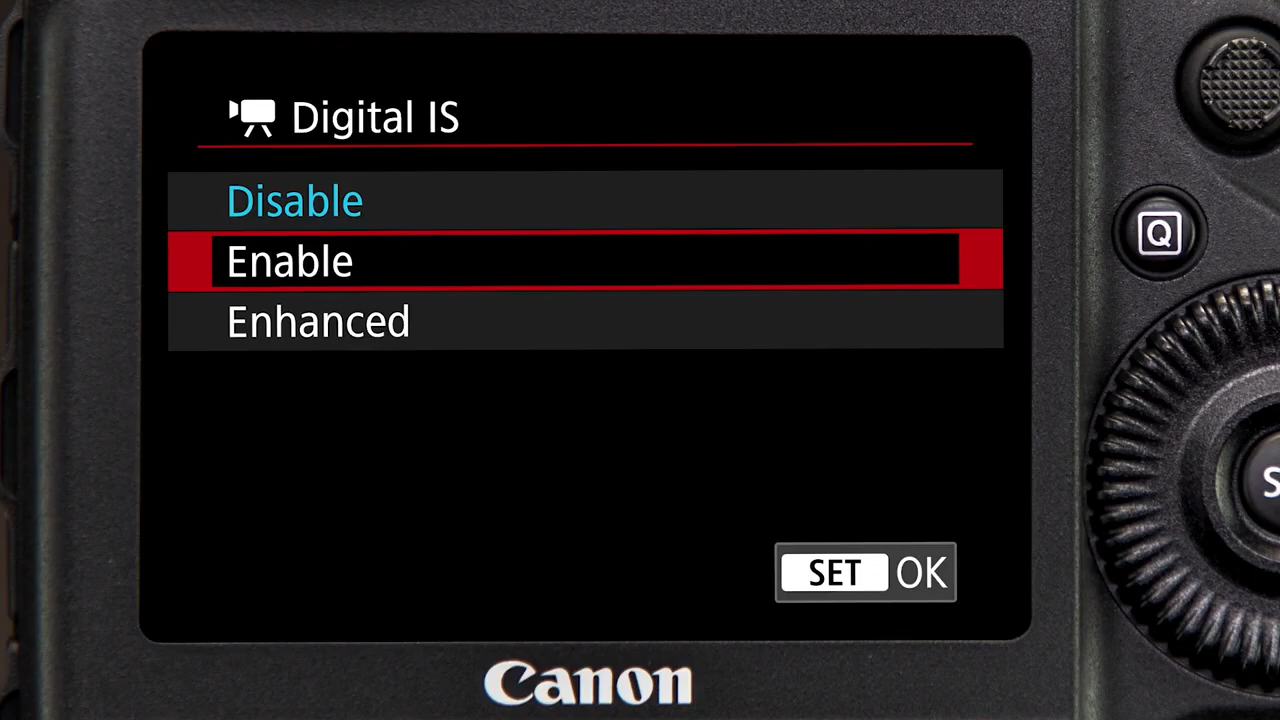 Digital IS
Disable
Enable
Enhanced
SET OK
Canon
Q
S